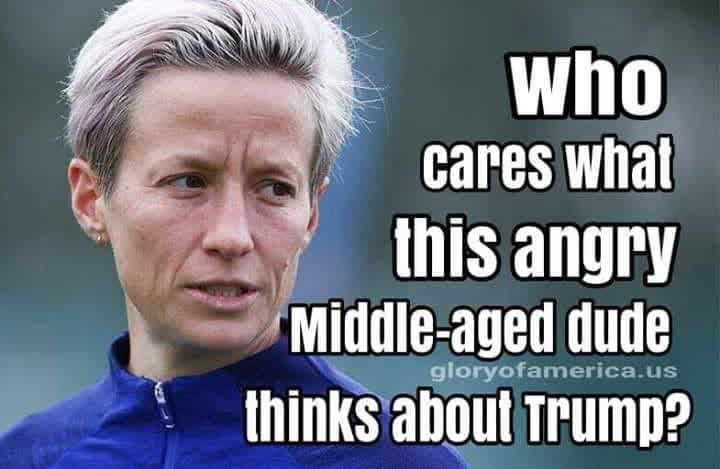 who
cares what
this angry
Middle-aged dude
gloryofamerica.us
thinks about Trump?